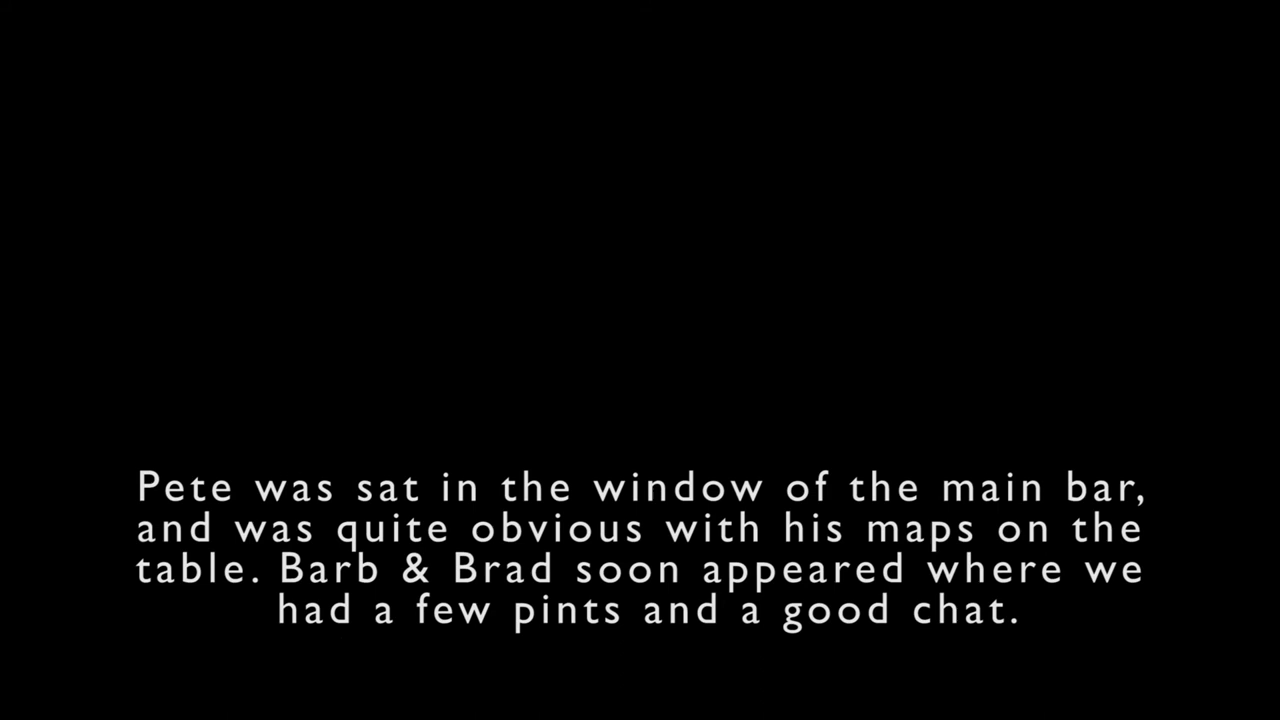 Pete was sat in the window of the main bar,
and was quite obvious with his maps on the
table. Barb & Brad soon appeared where we
had a few pints and a good chat.